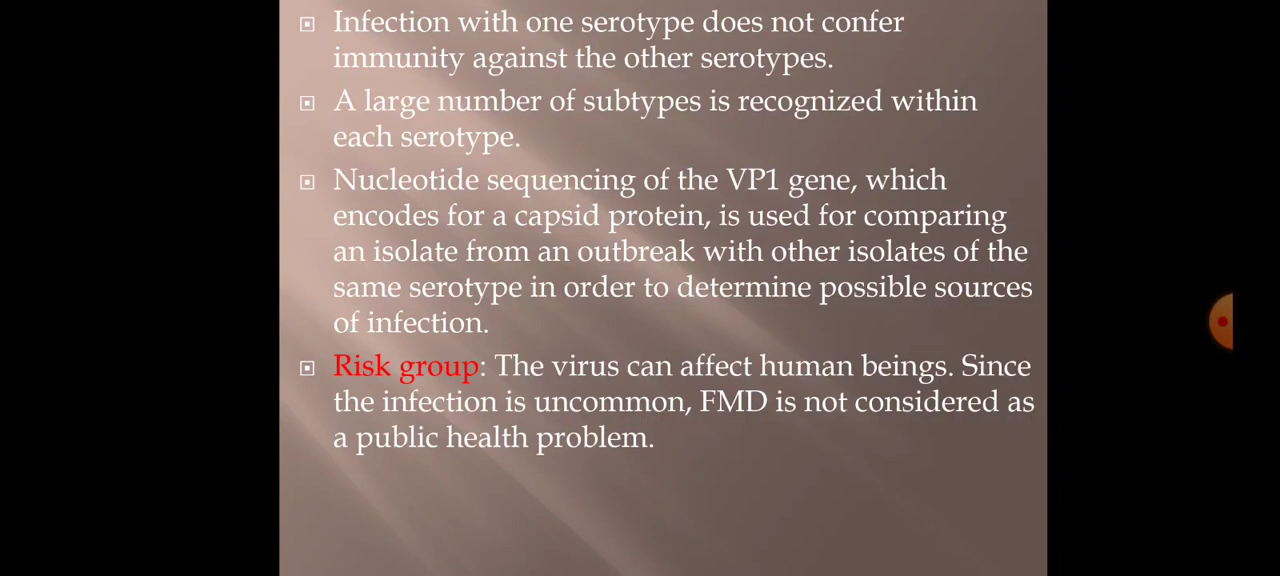 Infection with one serotype does not confer
immunity against the other serotypes.
A large number of subtypes is recognized within
each serotype.
Nucleotide sequencing of the VP1 gene, which
encodes for a capsid protein, is used for comparing
an isolate from an outbreak with other isolates of the
same serotype in order to determine possible sources
of infection.
Risk group: The virus can affect human beings. Since
the infection is uncommon, FMD is not considered as
a public health problem.